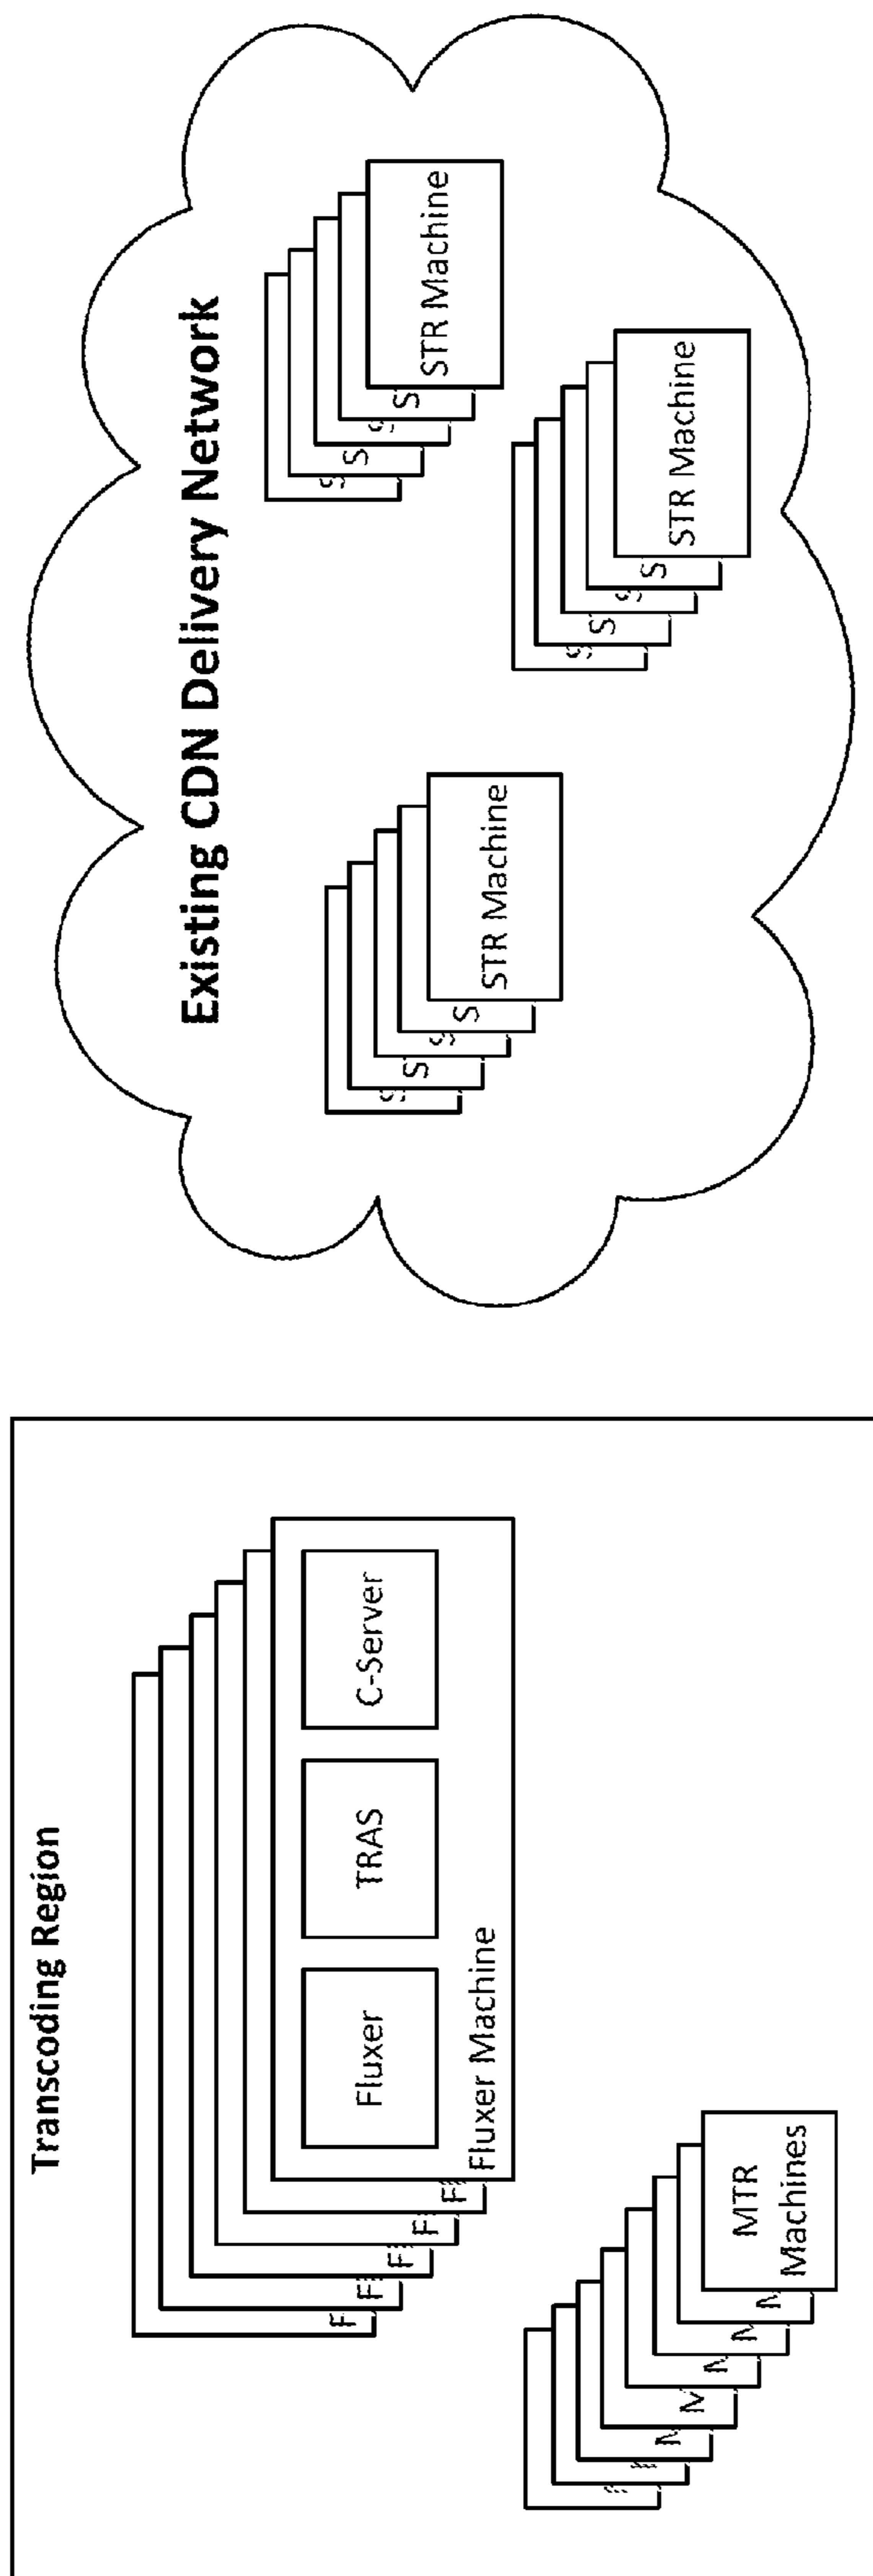 Transcoding Region
Fluxer
TRAS
C-Server
Fluxer Machine
F
F
F
F
F
MTR
Machines
M
M
M
M
M
Existing CDN Delivery Network
STR Machine
S
S
S
S
STR Machine
S
S
S
S
STR Machine
S
S
S
S